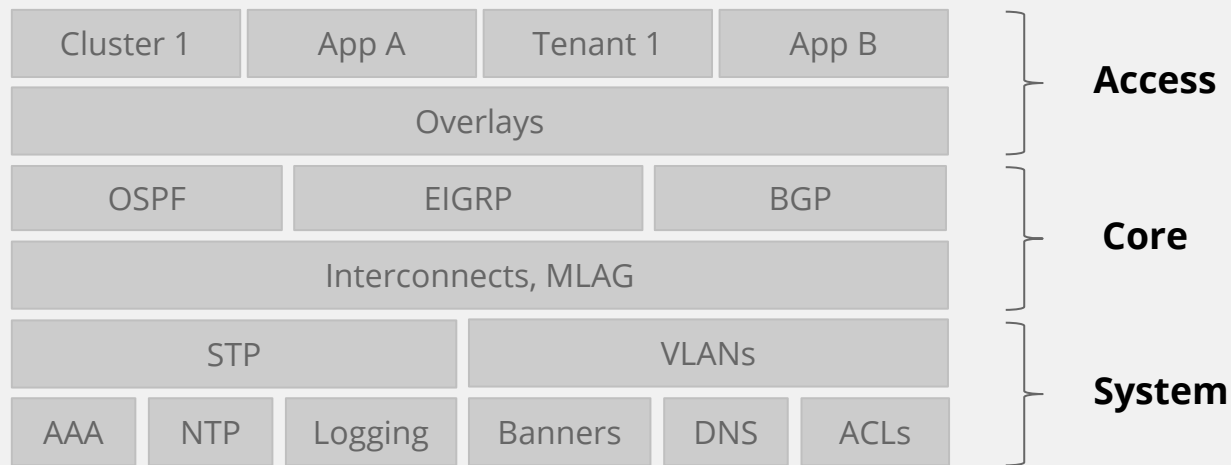 Cluster 1
App A
Tenant 1
App B
Access
Overlays
OSPF
EIGRP
BGP
Core
Interconnects, MLAG
STP
VLANs
System
AAA
NTP
Logging
Banners
DNS
ACLs